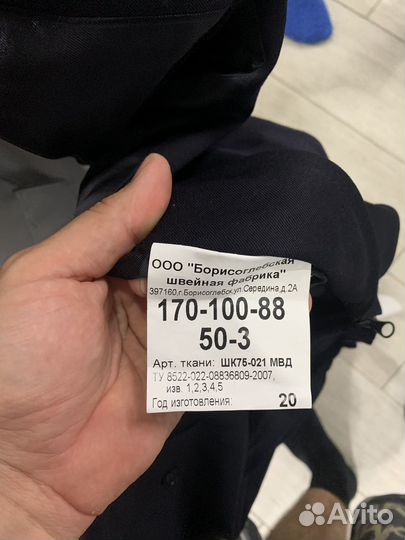 ООО "Борисоглебская
швейная фабрика"
397160,г.Борисоглебск,ул.Середина д.2А
170-100-88
50-3
Арт. ткани: ШК75-021 МВД
ТУ 8522-022-08836809-2007,
изв. 1,2,3,4,5
Год изготовления: 20
Avito